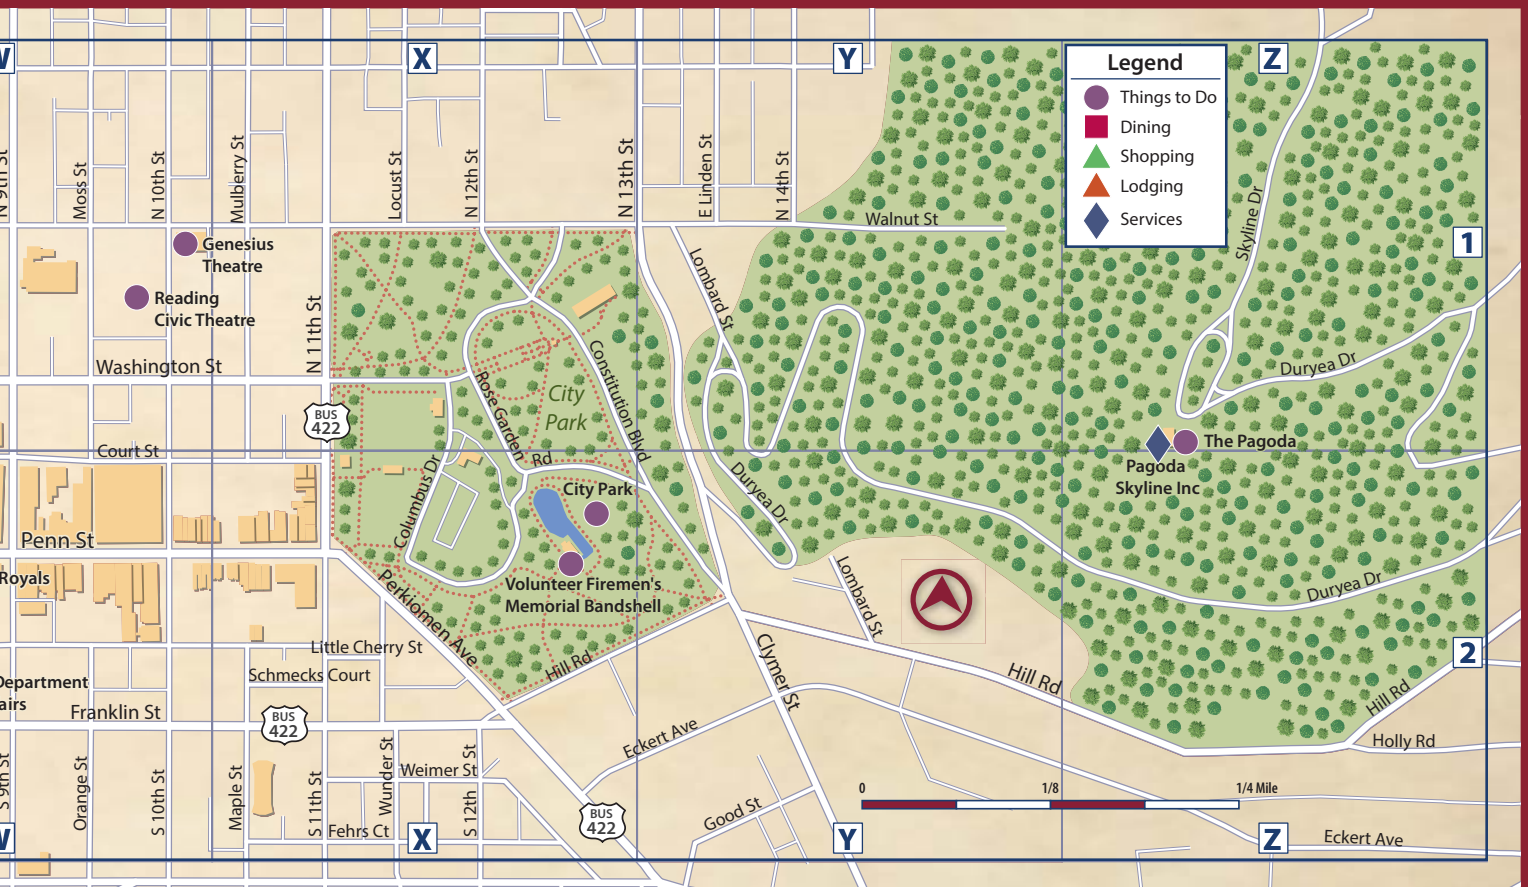 W
X
Y
Z
Legend
Things to Do
Dining
Shopping
Lodging
Services
N 9th St
Moss St
N 10th St
Mulberry St
Locust St
N 12th St
N 13th St
E Linden St
N 14th St
Walnut St
Skyline Dr
1
Genesius
Theatre
Reading
Civic Theatre
N 11th St
Lombard St
Washington St
Duryea Dr
Rose Garden
Rd
Constitution Blvd
City
Park
BUS
422
Court St
The Pagoda
Pagoda
Skyline Inc
Columbus Dr
City Park
Duryea Dr
Penn St
Royals
Volunteer Firemen's
Memorial Bandshell
Perkiomen Ave
Lombard St
Duryea Dr
Little Cherry St
Schmecks Court
Hill Rd
Clymer St
Hill Rd
2
Department
airs
Franklin St
BUS
422
Eckert Ave
Hill Rd
Holly Rd
S 9th St
Orange St
S 10th St
Maple St
S 11th St
Wunder St
Weimer St
S 12th St
Fehrs Ct
BUS
422
Good St
0
1/8
1/4 Mile
W
X
Y
Z
Eckert Ave